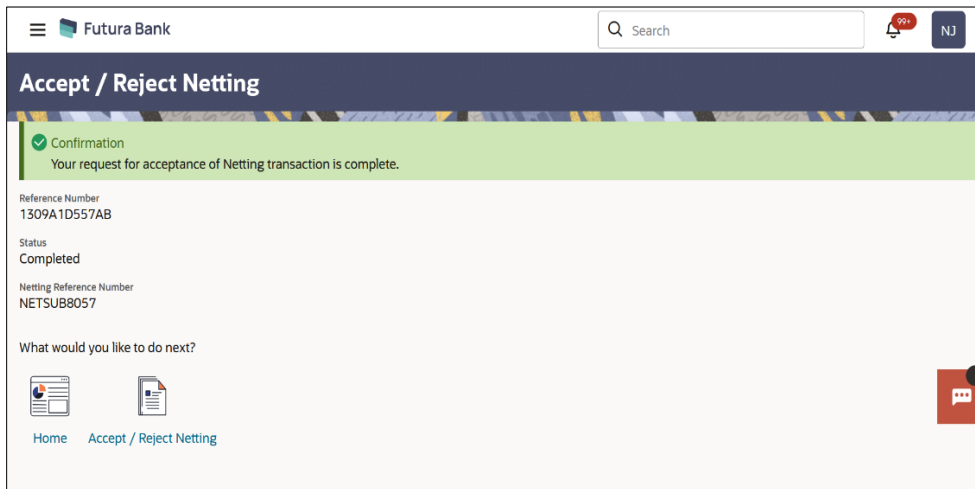 Futura Bank
Search
99+
NJ
Accept / Reject Netting
Confirmation
Your request for acceptance of Netting transaction is complete.
Reference Number
1309A1D557AB
Status
Completed
Netting Reference Number
NETSUB8057
What would you like to do next?
Home Accept / Reject Netting